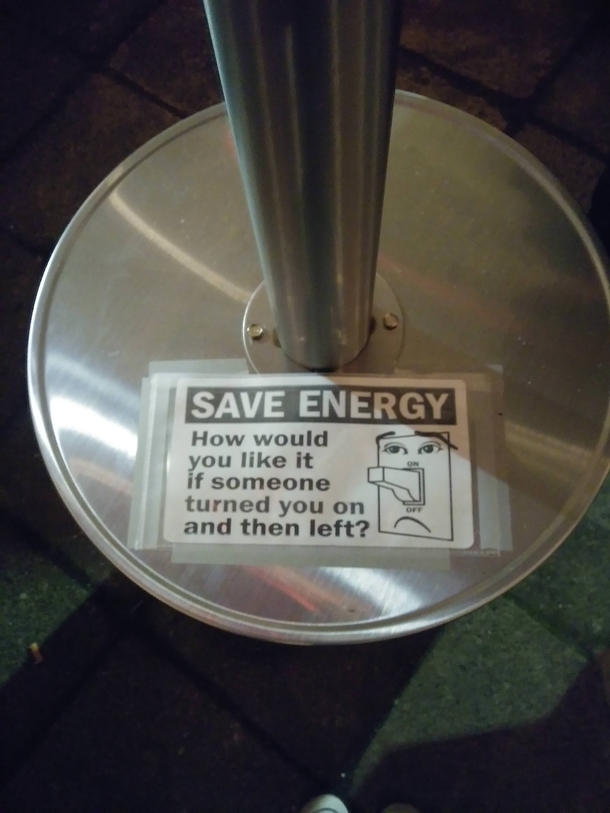 SAVE ENERGY
How would
you like it
if someone
turned you on
and then left?
ON
OFF